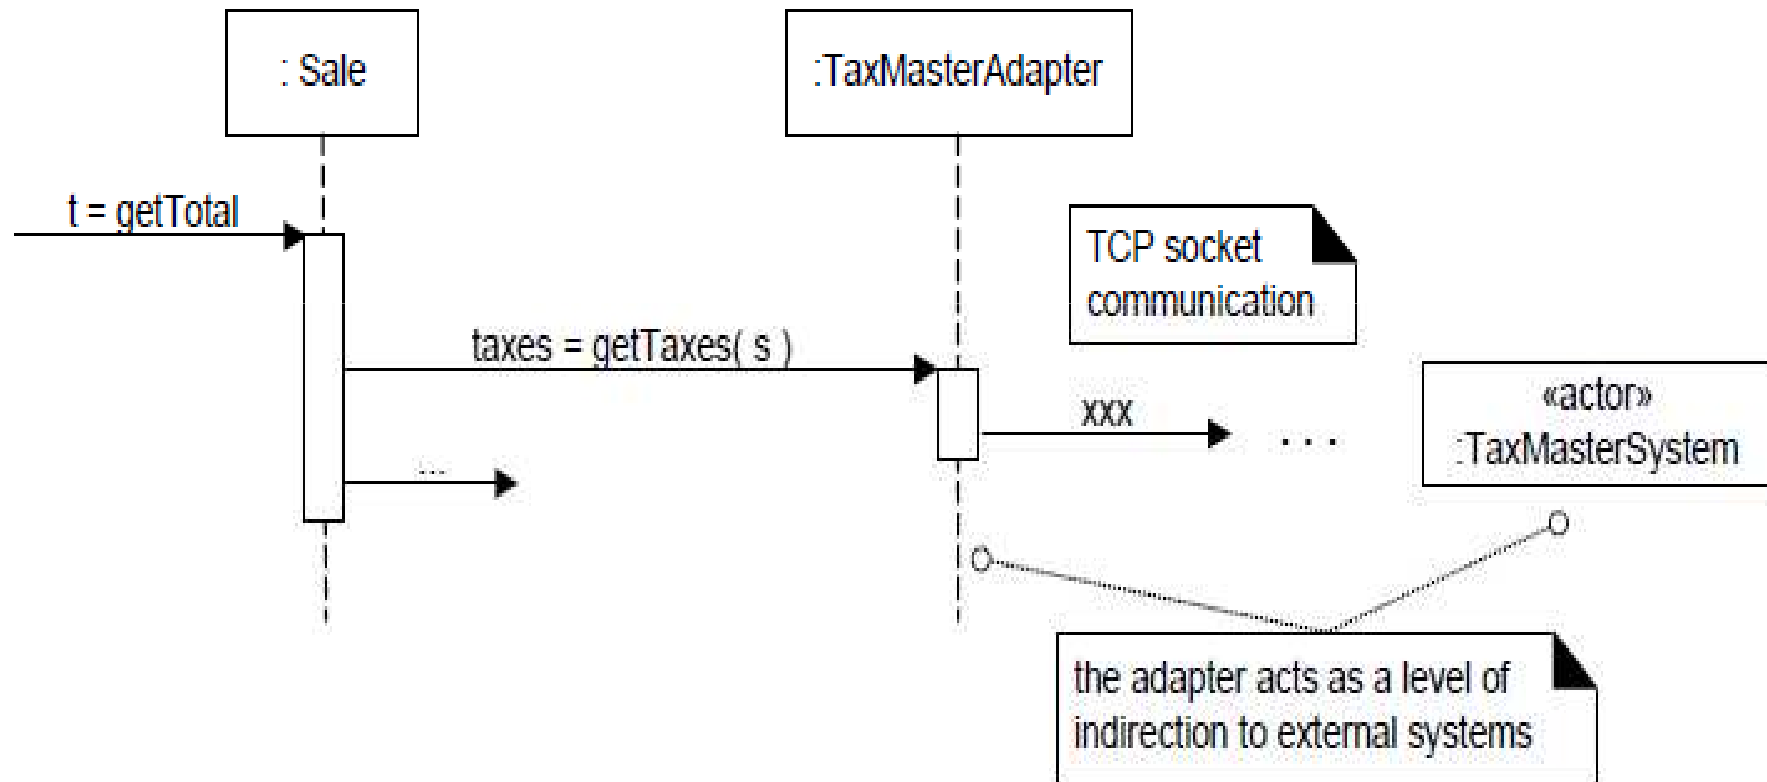 : Sale
:TaxMasterAdapter
t = getTotal
TCP socket
communication
taxes = getTaxes( s )
xxx
. . .
«actor»
:TaxMasterSystem
...
the adapter acts as a level of
indirection to external systems